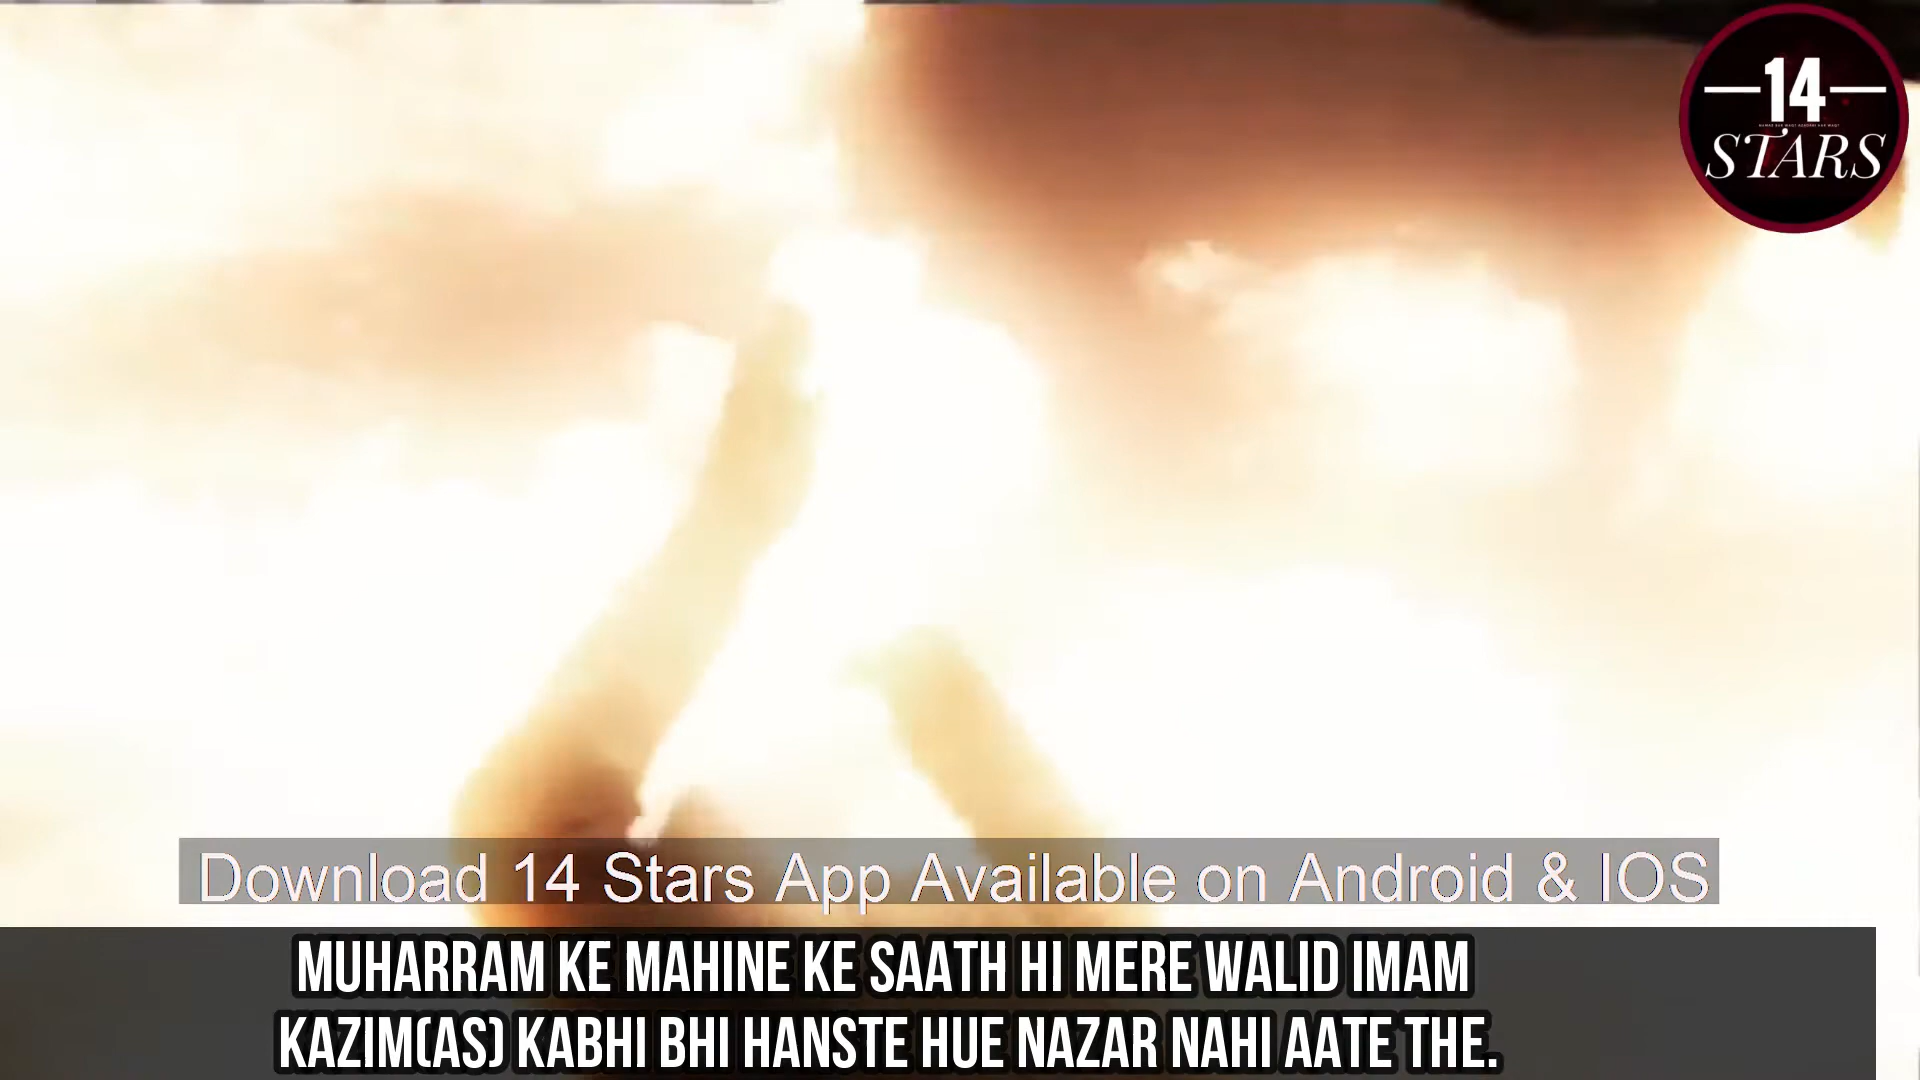 14
STARS
Download 14 Stars App Available on Android & IOS
MUHARRAM KE MAHINE KE SAATH HI MERE WALID IMAM
KAZIM(AS) KABHI BHI HANSTE HUE NAZAR NAHI AATE THE.